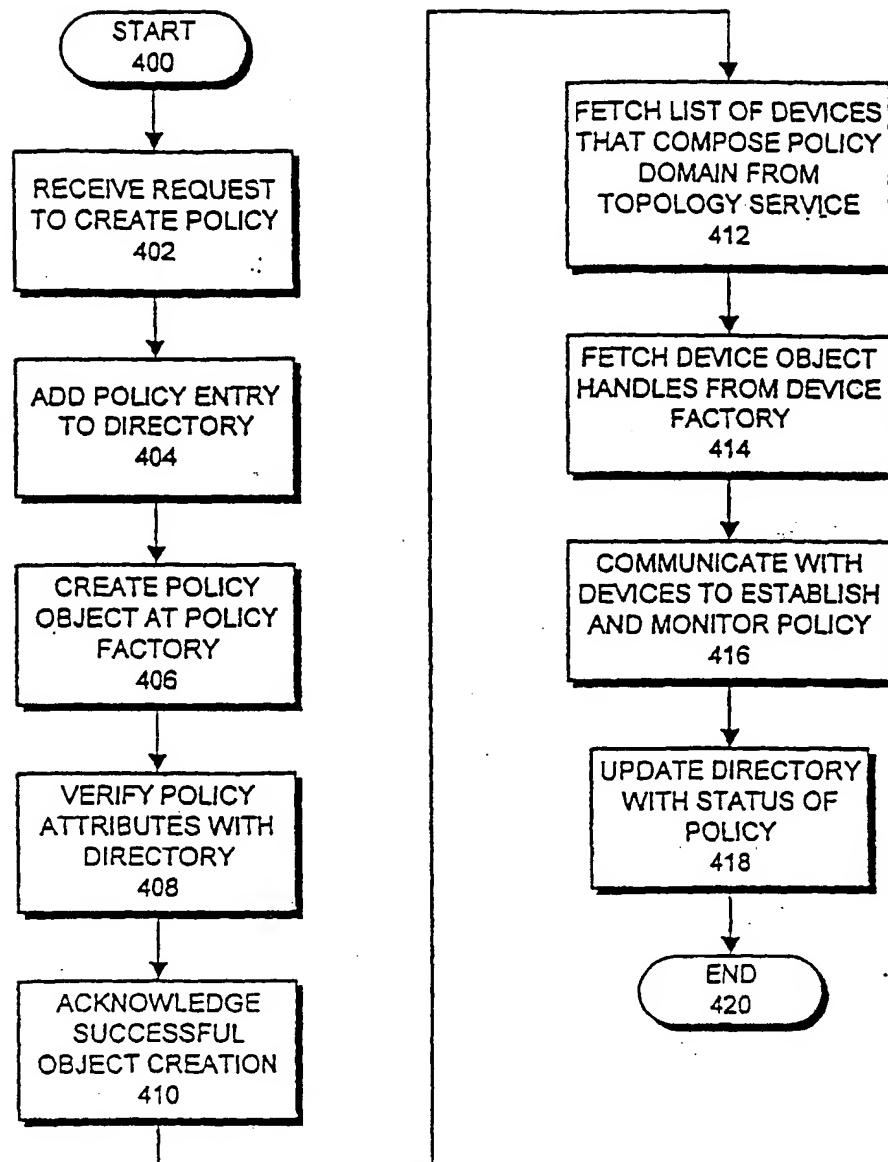 START
400
RECEIVE REQUEST
TO CREATE POLICY
402
ADD POLICY ENTRY
TO DIRECTORY
404
CREATE POLICY
OBJECT AT POLICY
FACTORY
406
VERIFY POLICY
ATTRIBUTES WITH
DIRECTORY
408
ACKNOWLEDGE
SUCCESSFUL
OBJECT CREATION
410
FETCH LIST OF DEVICES
THAT COMPOSE POLICY
DOMAIN FROM
TOPOLOGY SERVICE
412
FETCH DEVICE OBJECT
HANDLES FROM DEVICE
FACTORY
414
COMMUNICATE WITH
DEVICES TO ESTABLISH
AND MONITOR POLICY
416
UPDATE DIRECTORY
WITH STATUS OF
POLICY
418
END
420